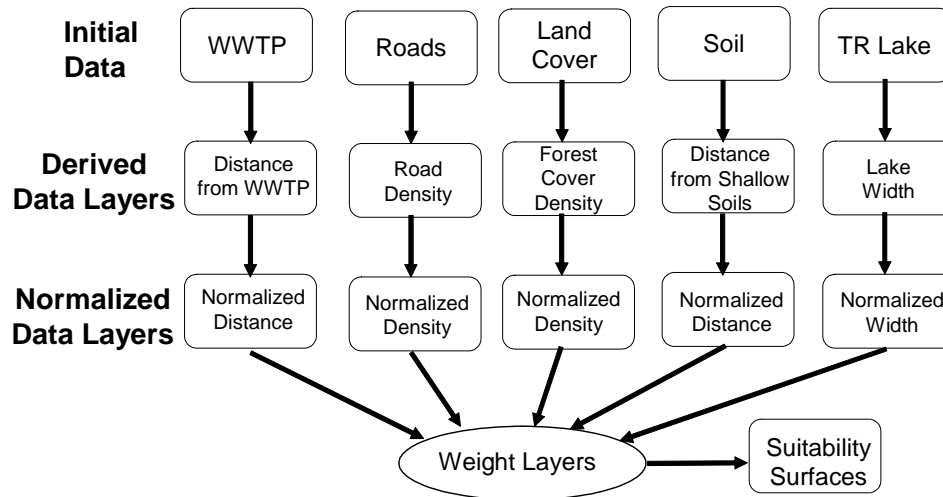 Initial
Data
WWTP
Roads
Land
Cover
Soil
TR Lake
Derived
Data Layers
Distance
from WWTP
Road
Density
Forest
Cover
Density
Distance
from Shallow
Soils
Lake
Width
Normalized
Data Layers
Normalized
Distance
Normalized
Density
Normalized
Density
Normalized
Distance
Normalized
Width
Weight Layers
Suitability
Surfaces